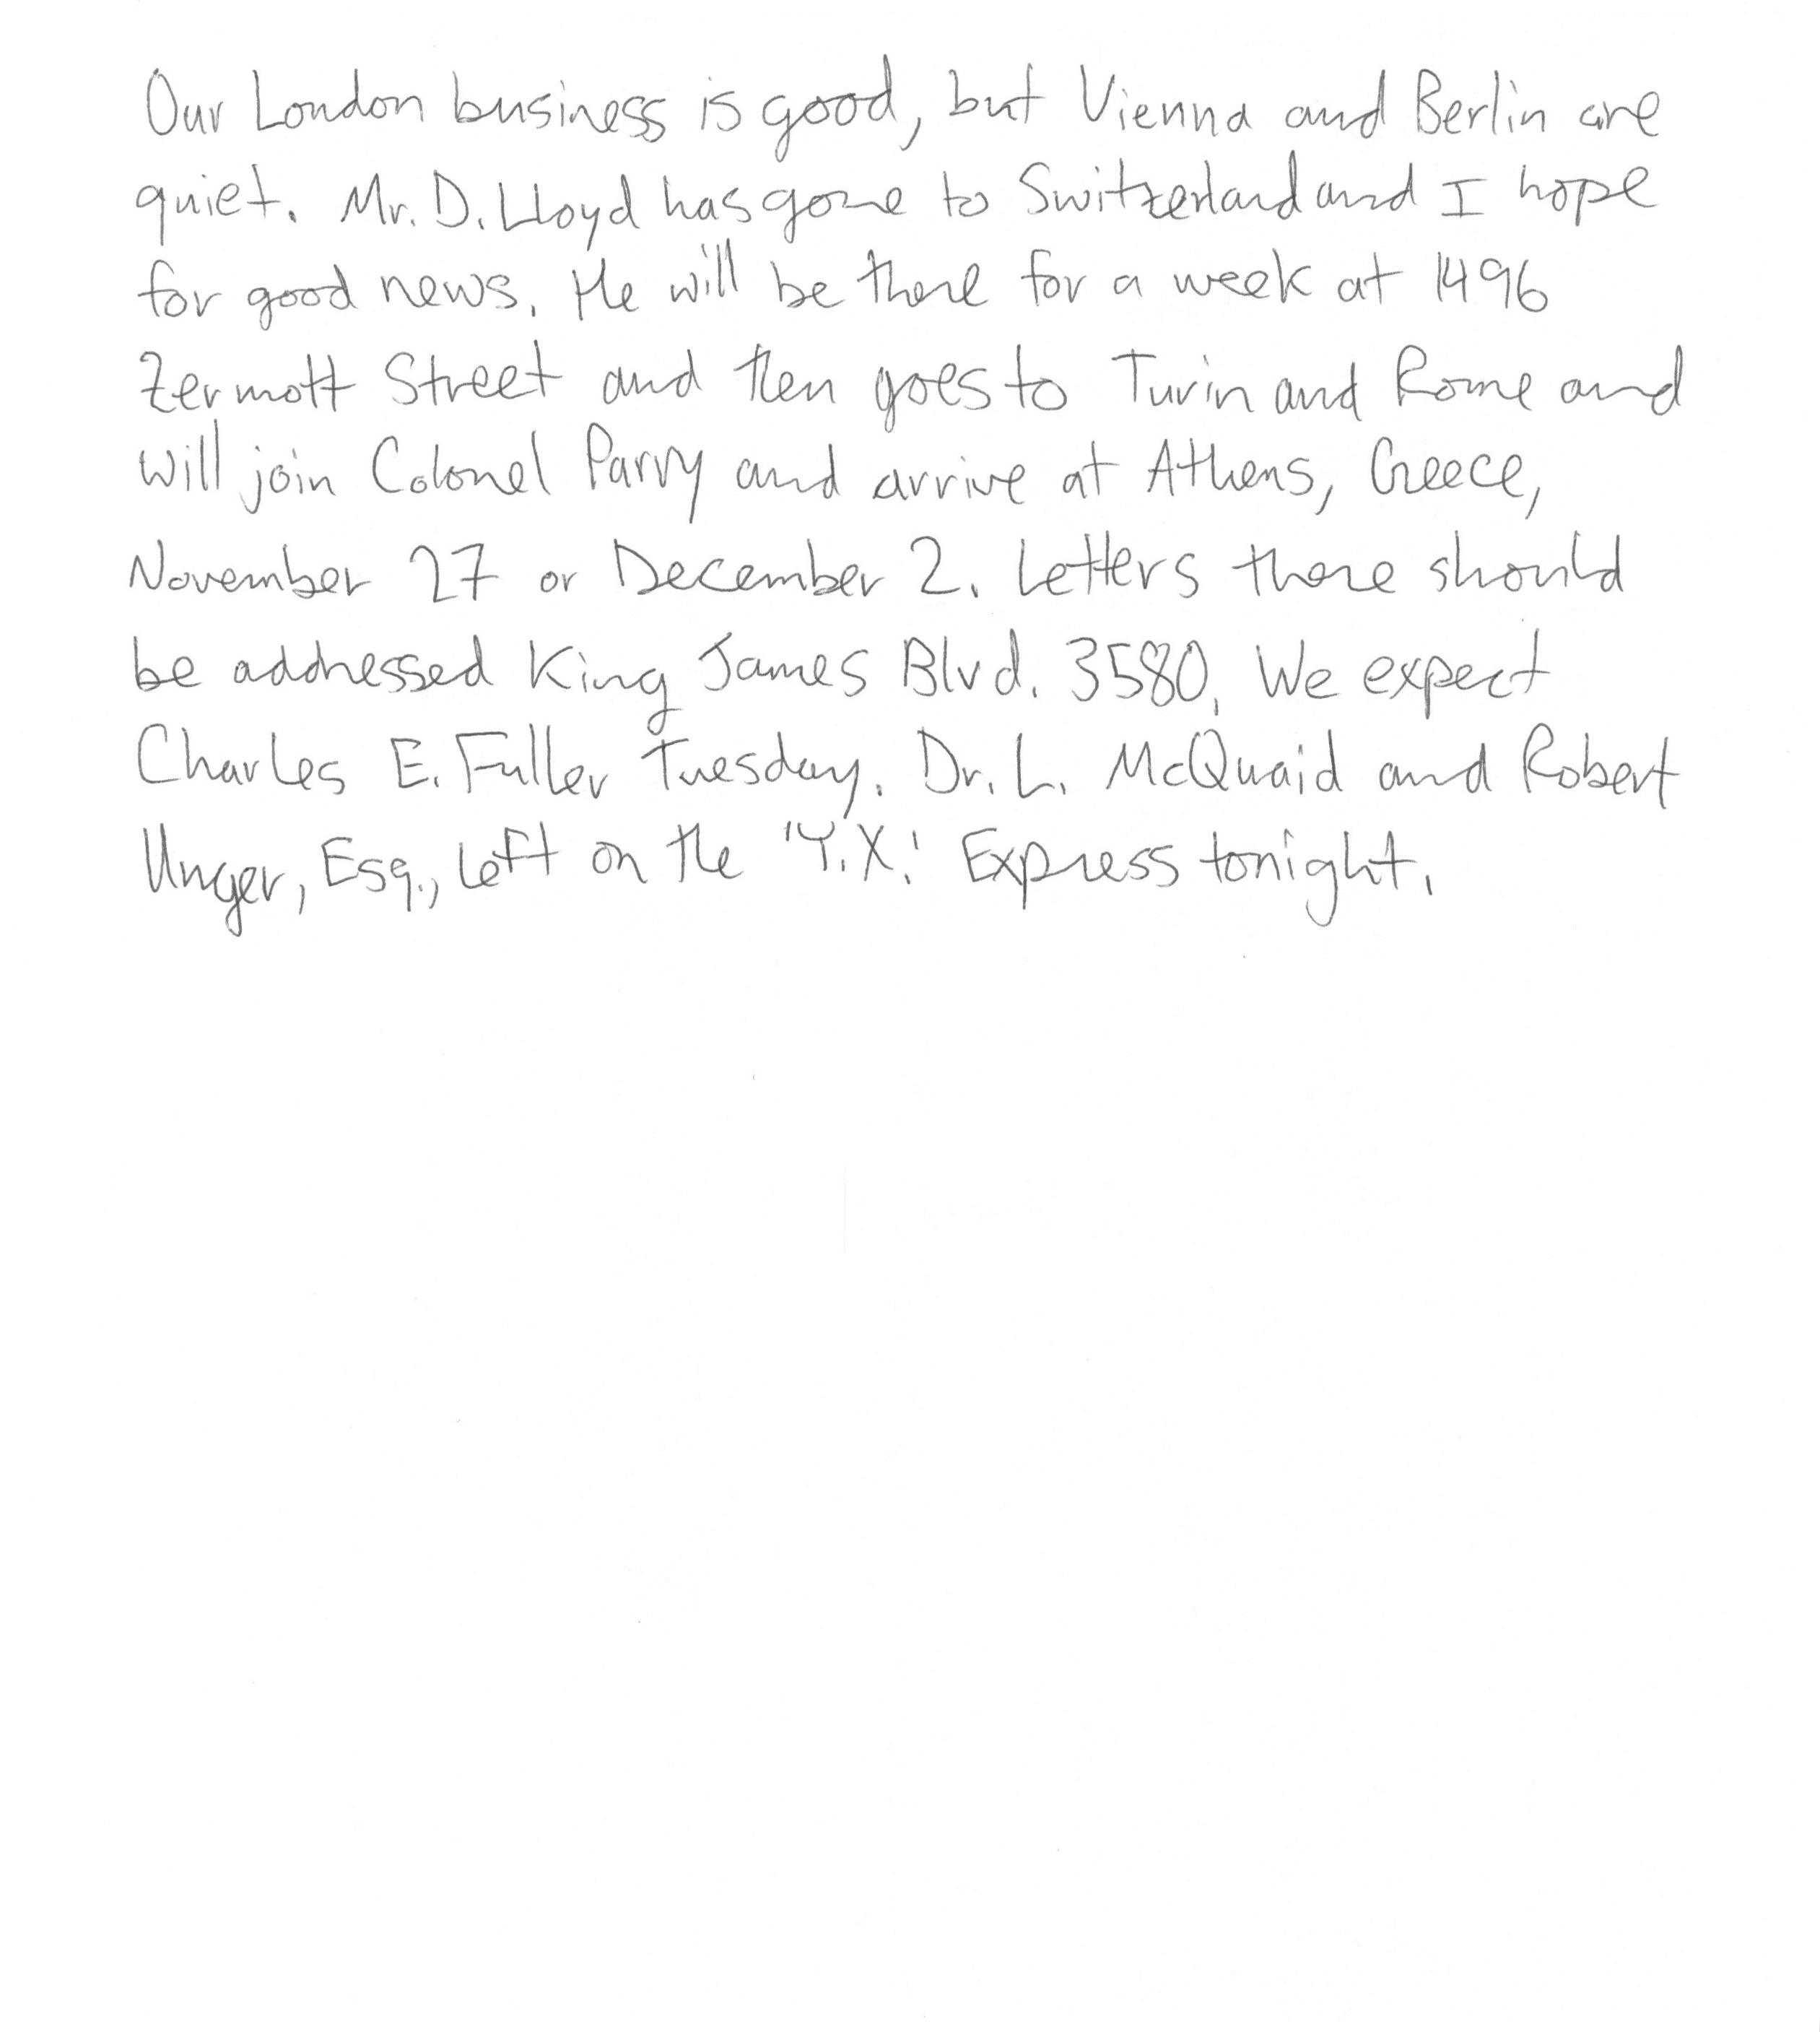 Our London business is good, but Vienna and Berlin are
quiet. Mr. D. Lloyd has gone to Switzerland and I hope
for good news. He will be there for a week at 1496
Zermott Street and then goes to Turin and Rome and
will join Colonel Parry and arrive at Athens, Greece,
November 27 or December 2. Letters there should
be addressed King James Blvd. 3580. We expect
Charles E. Fuller Tuesday. Dr. L. McQuaid and Robert
Unger, Esq., left on the 'Y.X.' Express tonight.